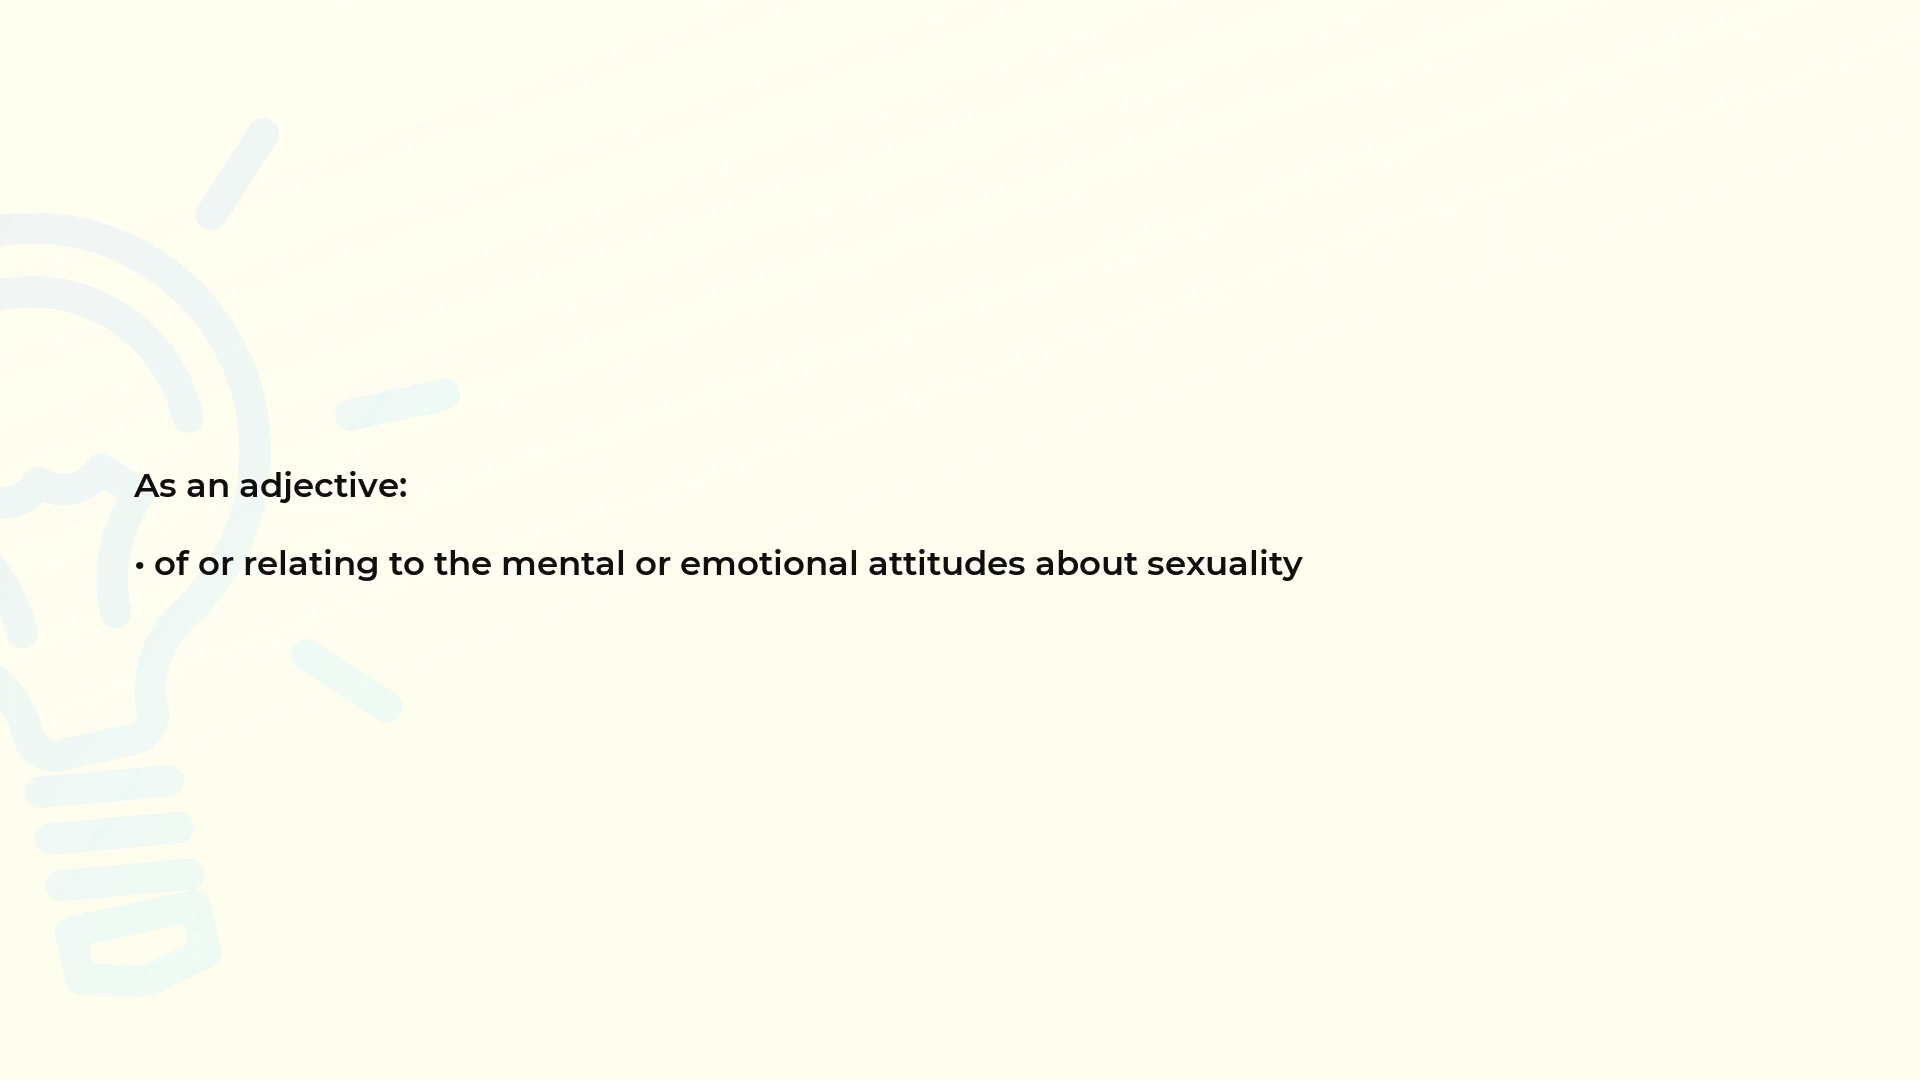 As an adjective:
• of or relating to the mental or emotional attitudes about sexuality